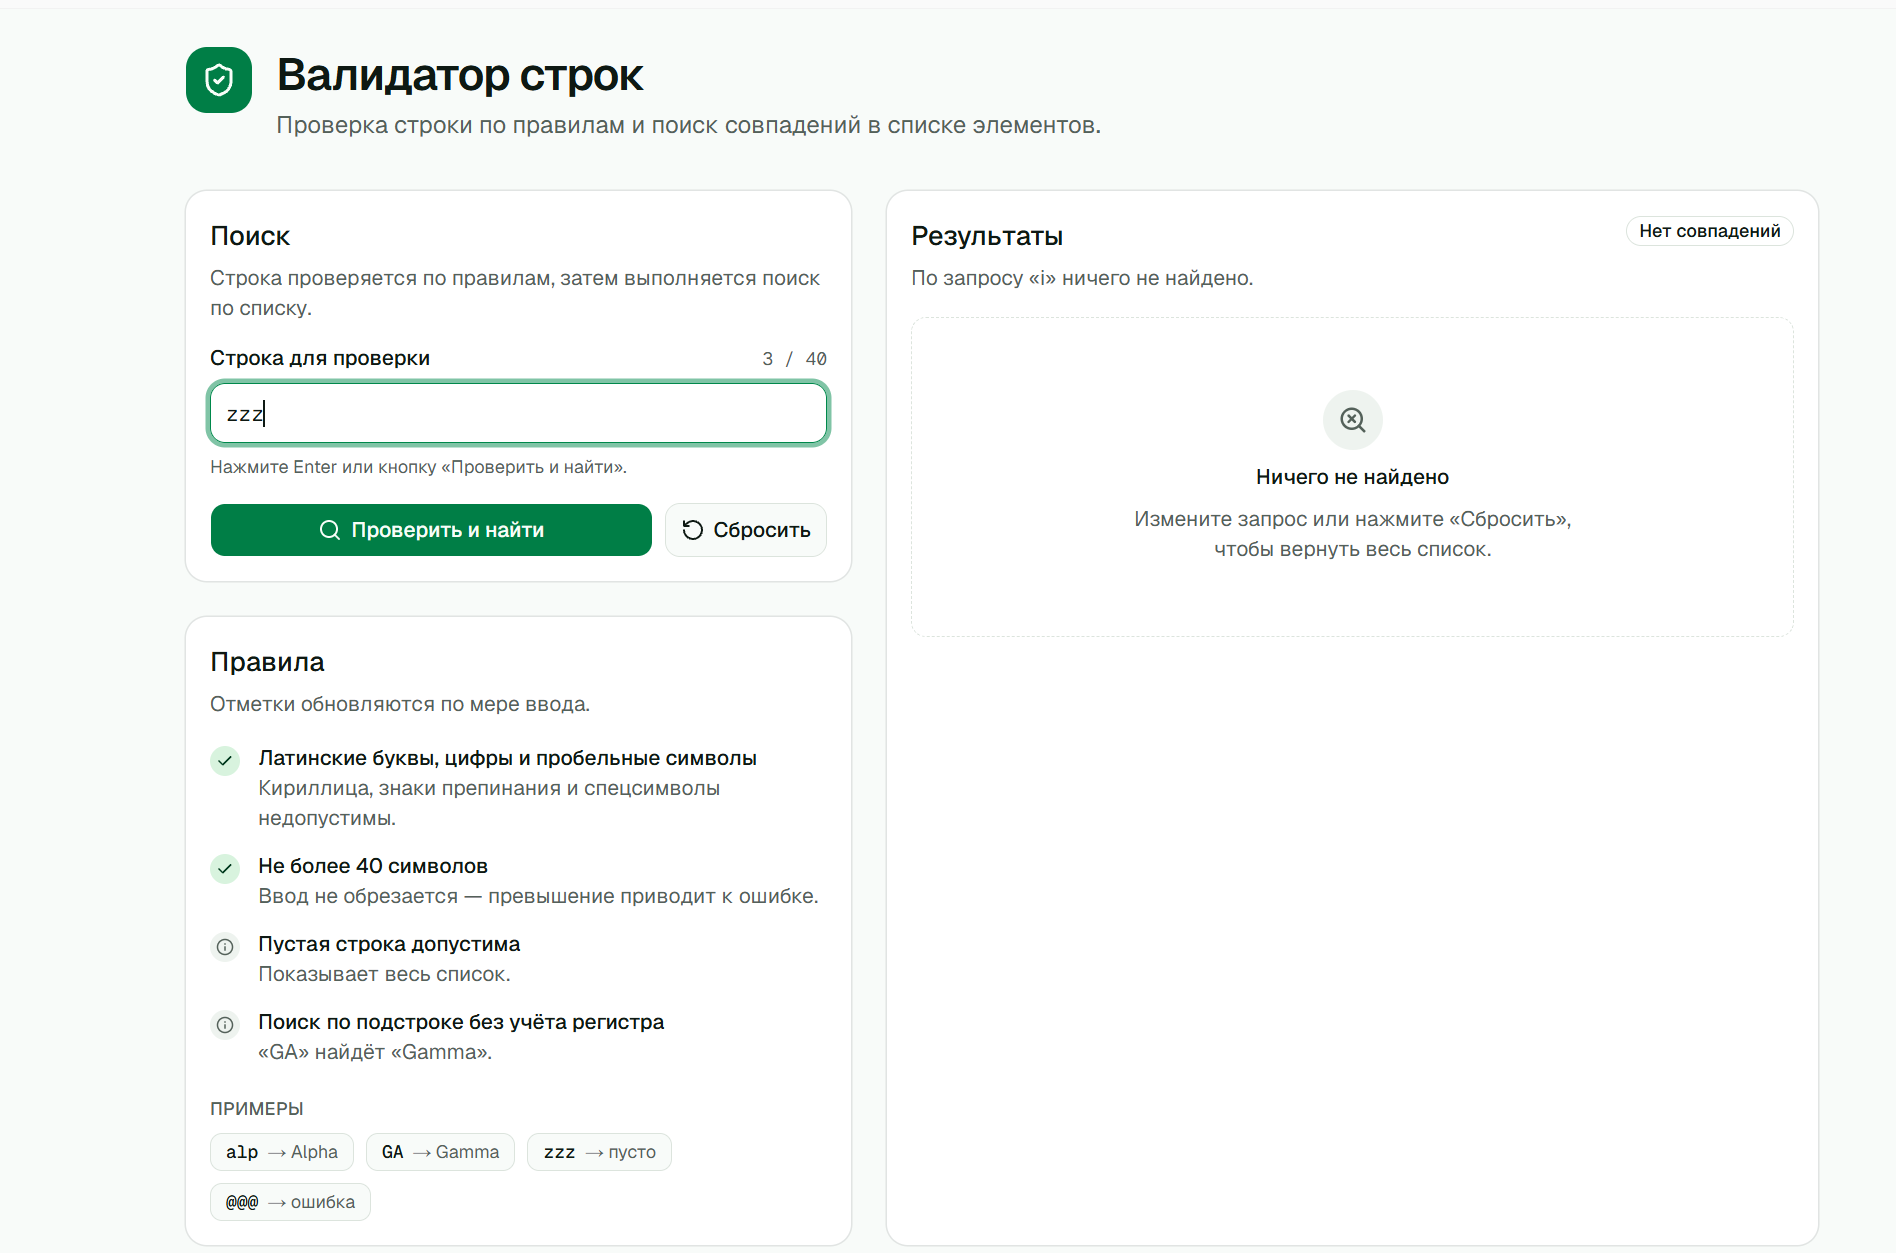 Валидатор строк
Проверка строки по правилам и поиск совпадений в списке элементов.
Поиск
Строка проверяется по правилам, затем выполняется поиск
по списку.
Строка для проверки
3 / 40
zzz
Нажмите Enter или кнопку «Проверить и найти».
Проверить и найти
Сбросить
Правила
Отметки обновляются по мере ввода.
Латинские буквы, цифры и пробельные символы
Кириллица, знаки препинания и спецсимволы
недопустимы.
Не более 40 символов
Ввод не обрезается — превышение приводит к ошибке.
Пустая строка допустима
Показывает весь список.
Поиск по подстроке без учёта регистра
«GA» найдёт «Gamma».
ПРИМЕРЫ
alp → Alpha
GA → Gamma
zzz → пусто
@@@ → ошибка
Результаты
Нет совпадений
По запросу «i» ничего не найдено.
Ничего не найдено
Измените запрос или нажмите «Сбросить»,
чтобы вернуть весь список.